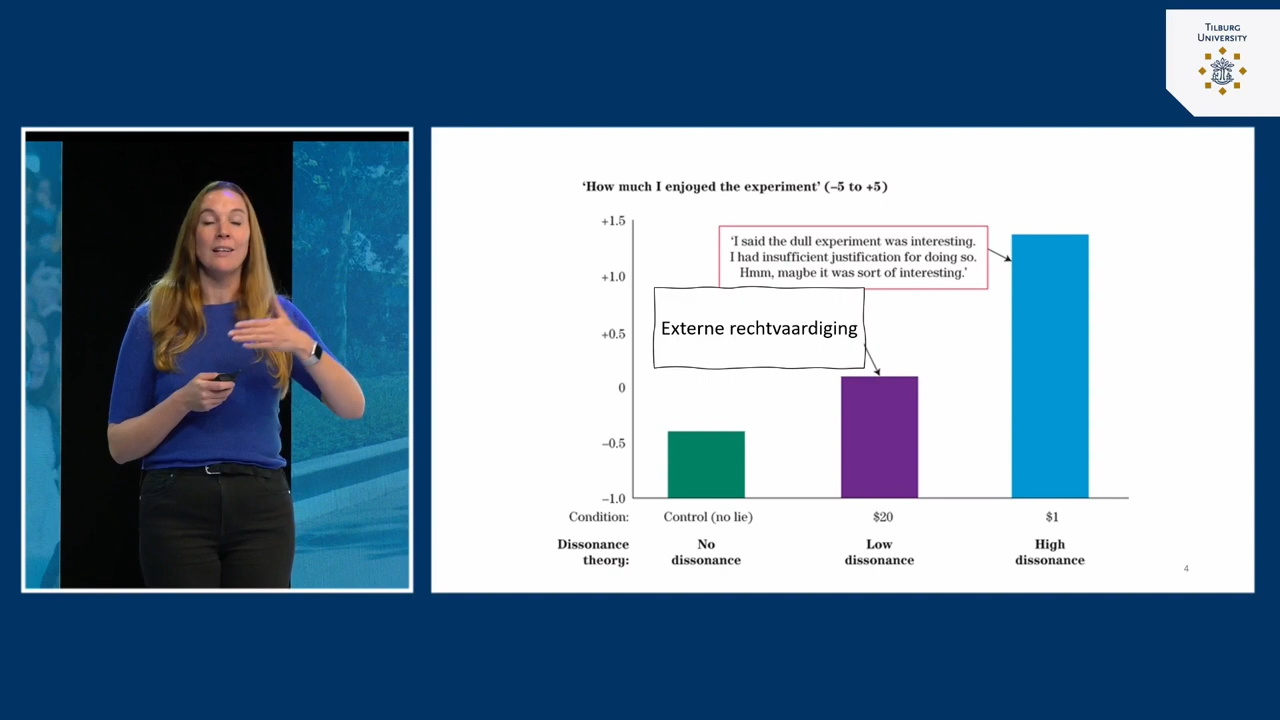 TILBURG
UNIVERSITY
‘How much I enjoyed the experiment’ (–5 to +5)
+1.5
‘I said the dull experiment was interesting.
I had insufficient justification for doing so.
Hmm, maybe it was sort of interesting.’
+1.0
Externe rechtvaardiging
+0.5
0
–0.5
–1.0
Condition: Control (no lie) $20 $1
Dissonance No Low High
theory: dissonance dissonance dissonance
4